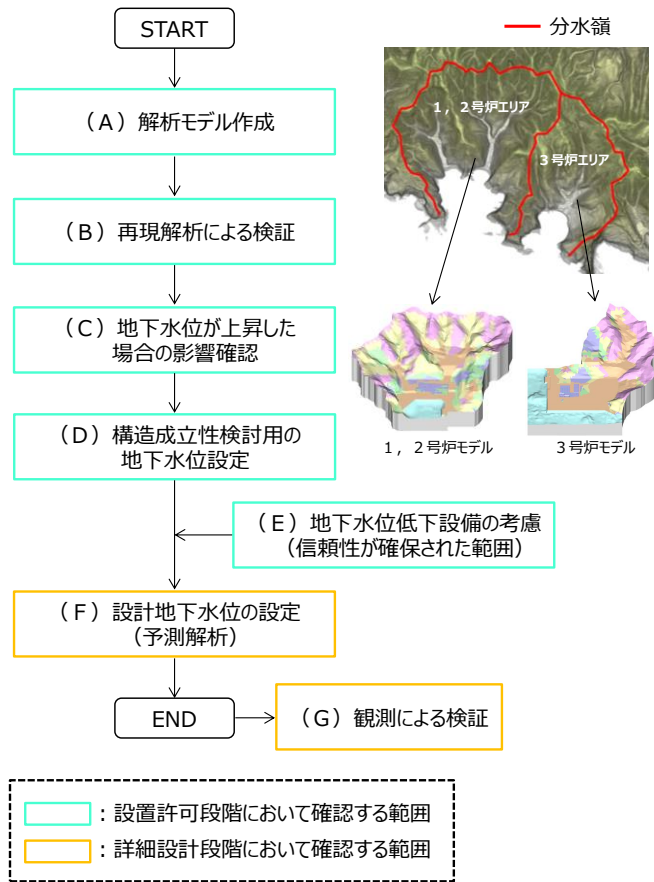 START
（A）解析モデル作成
（B）再現解析による検証
（C）地下水位が上昇した
場合の影響確認
（D）構造成立性検討用の
地下水位設定
（E）地下水位低下設備の考慮
（信頼性が確保された範囲）
（F）設計地下水位の設定
（予測解析）
END
（G）観測による検証
分水嶺
１，２号炉エリア
３号炉エリア
１，２号炉モデル
３号炉モデル
：設置許可段階において確認する範囲
：詳細設計段階において確認する範囲